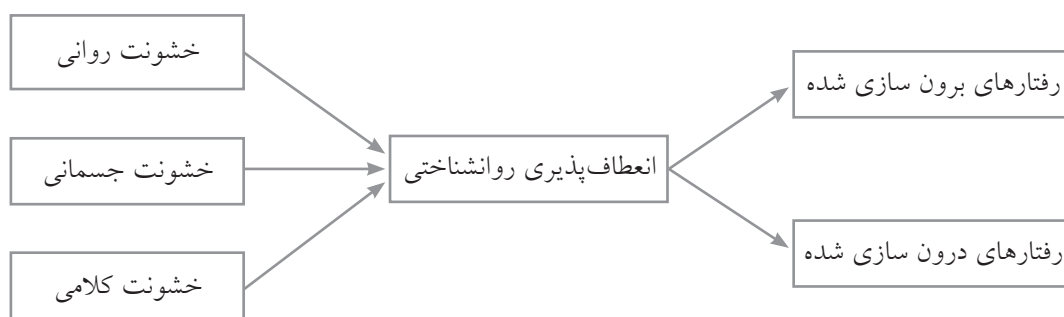 خشونت روانی
خشونت جسمانی
خشونت کلامی
انعطاف‌پذیری روانشناختی
رفتارهای برون سازی شده
رفتارهای درون سازی شده